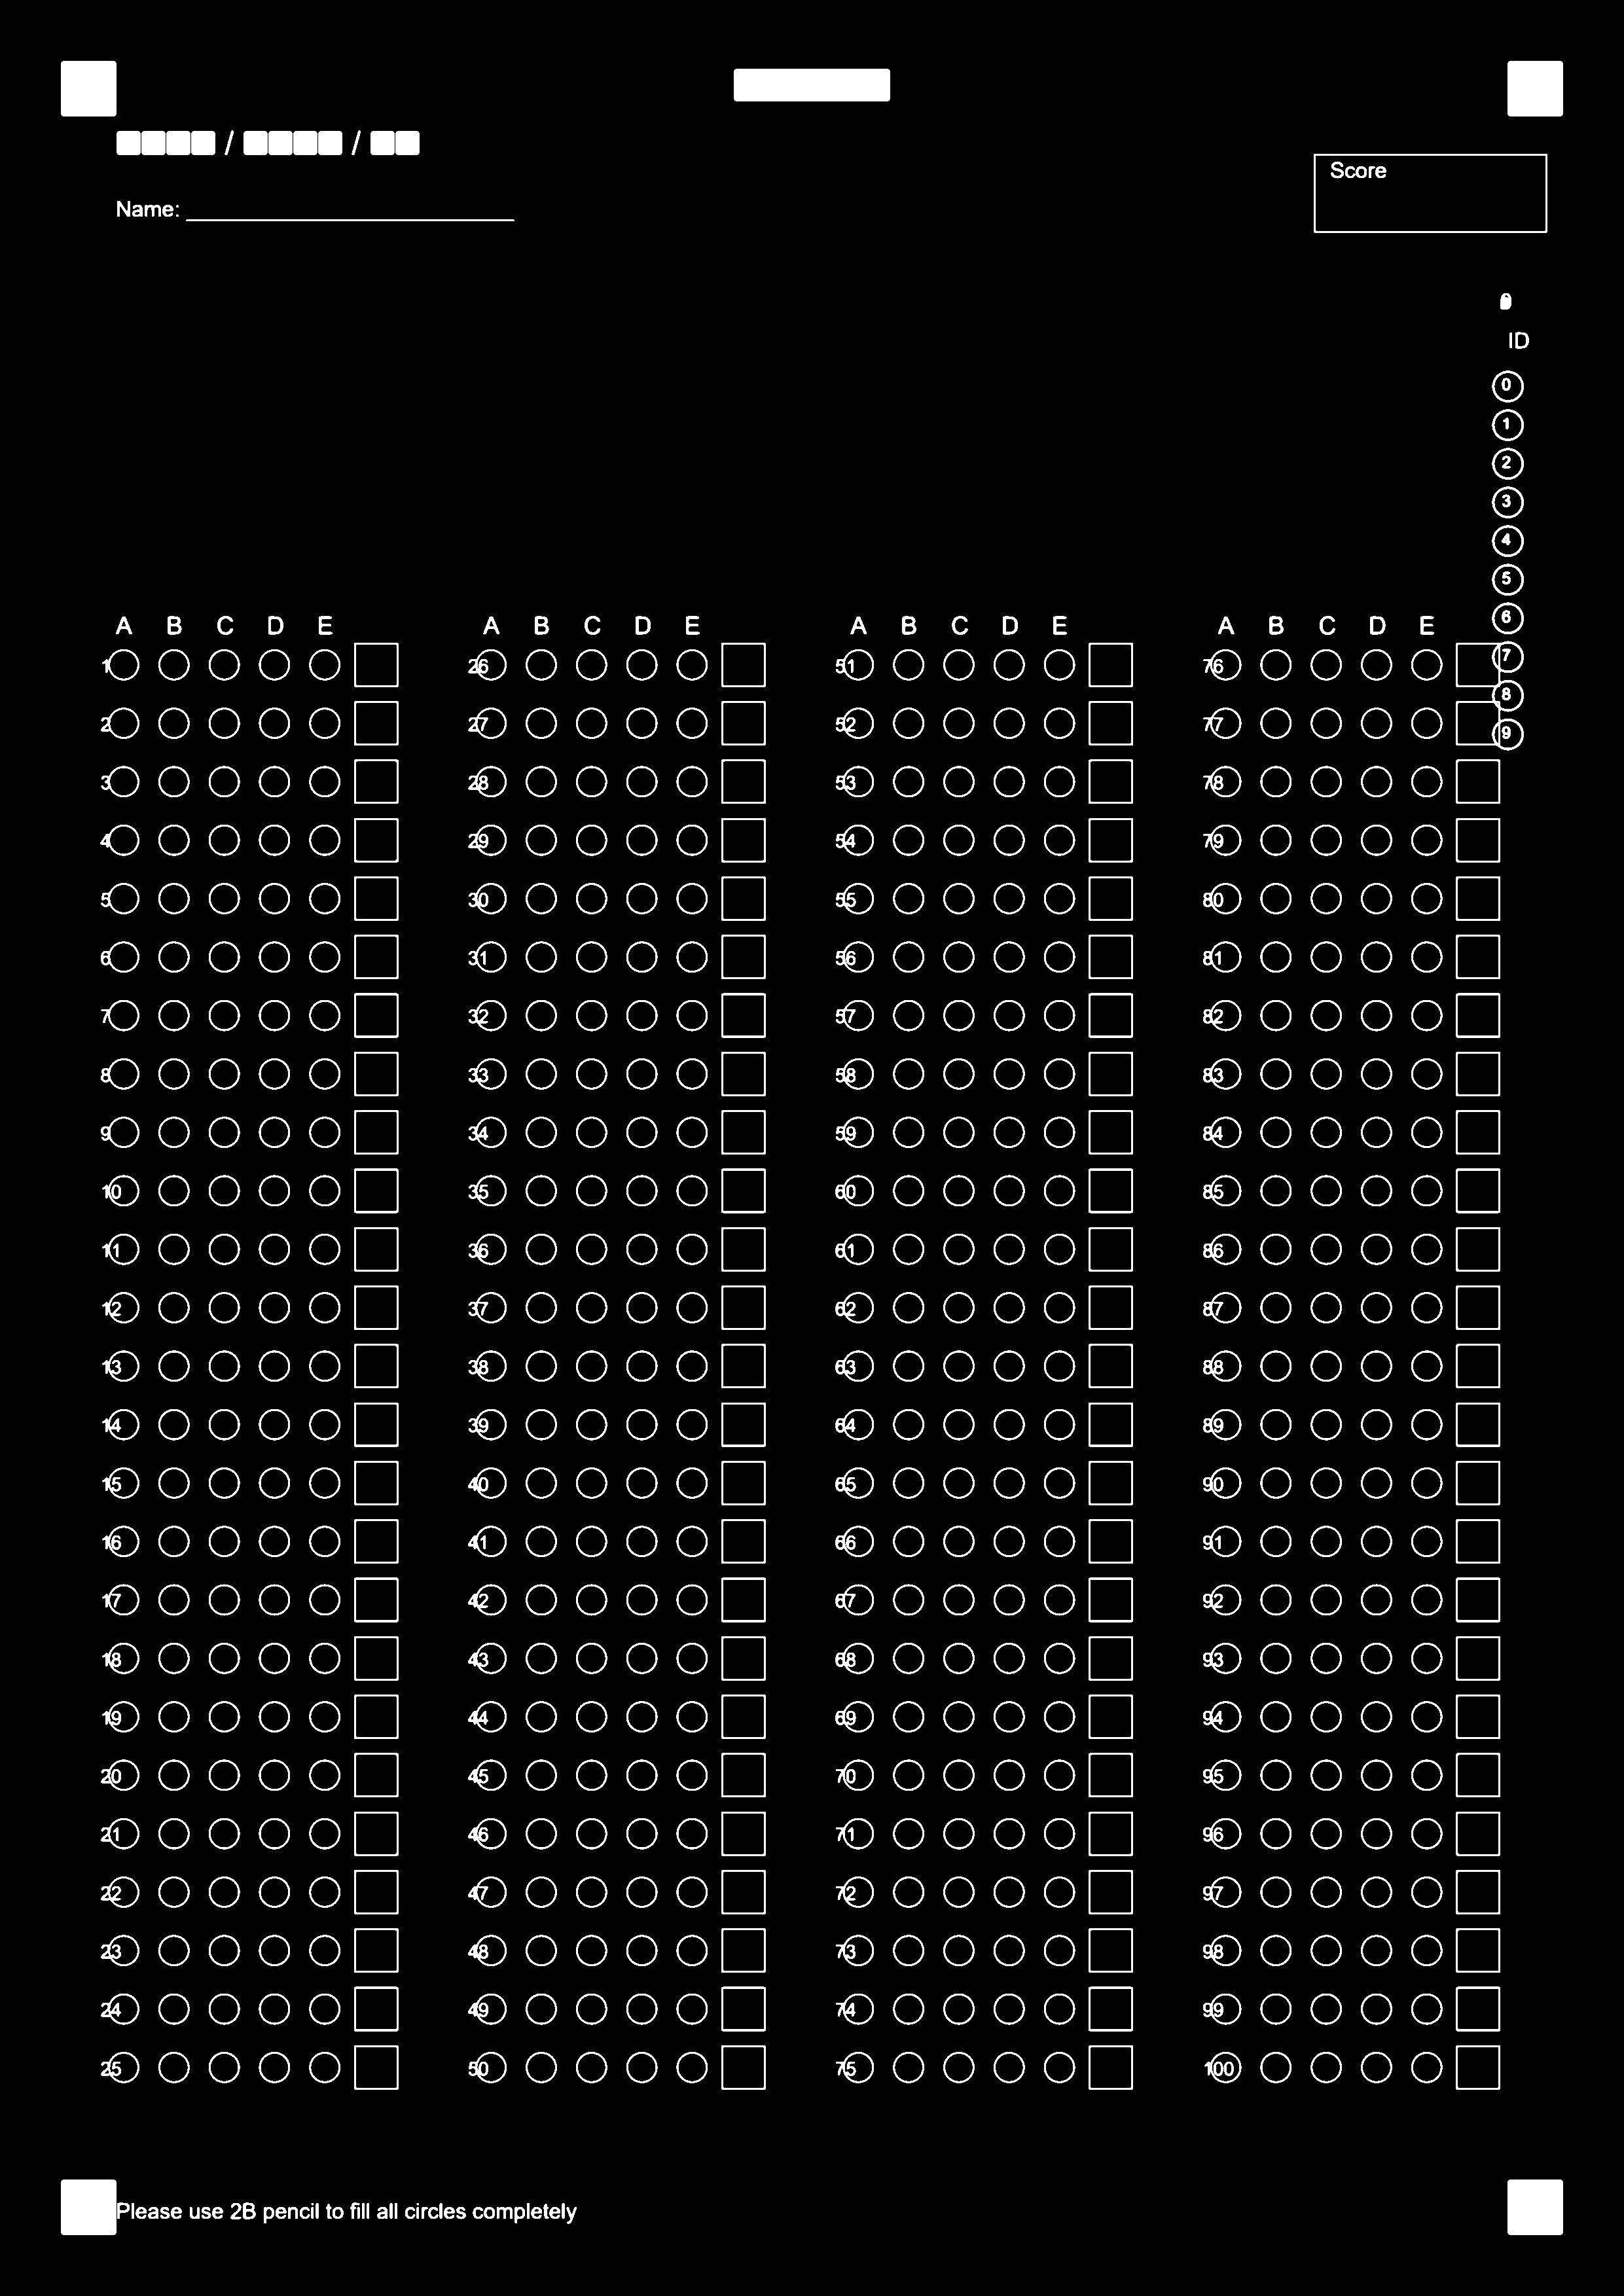 / /
Score
Name:
ID
0
1
2
3
4
5
6
7
8
9
A B C D E A B C D E A B C D E A B C D E
1 26 51 76
2 27 52 77
3 28 53 78
4 29 54 79
5 30 55 80
6 31 56 81
7 32 57 82
8 33 58 83
9 34 59 84
10 35 60 85
11 36 61 86
12 37 62 87
13 38 63 88
14 39 64 89
15 40 65 90
16 41 66 91
17 42 67 92
18 43 68 93
19 44 69 94
20 45 70 95
21 46 71 96
22 47 72 97
23 48 73 98
24 49 74 99
25 50 75 100
Please use 2B pencil to fill all circles completely